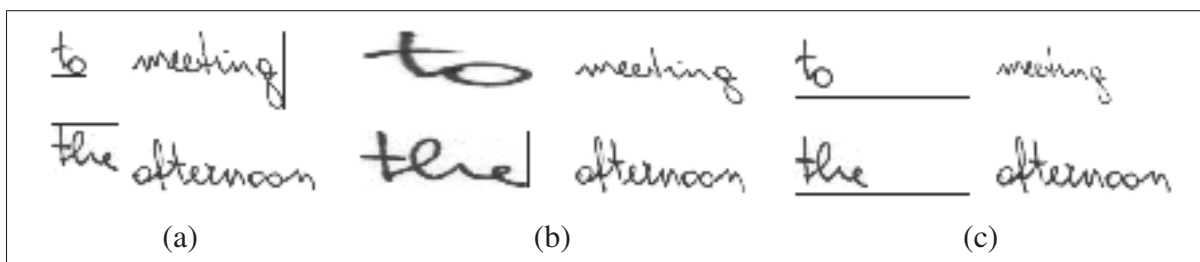 to meeting to meeting to meeting
the afternoon the afternoon the afternoon
(a) (b) (c)